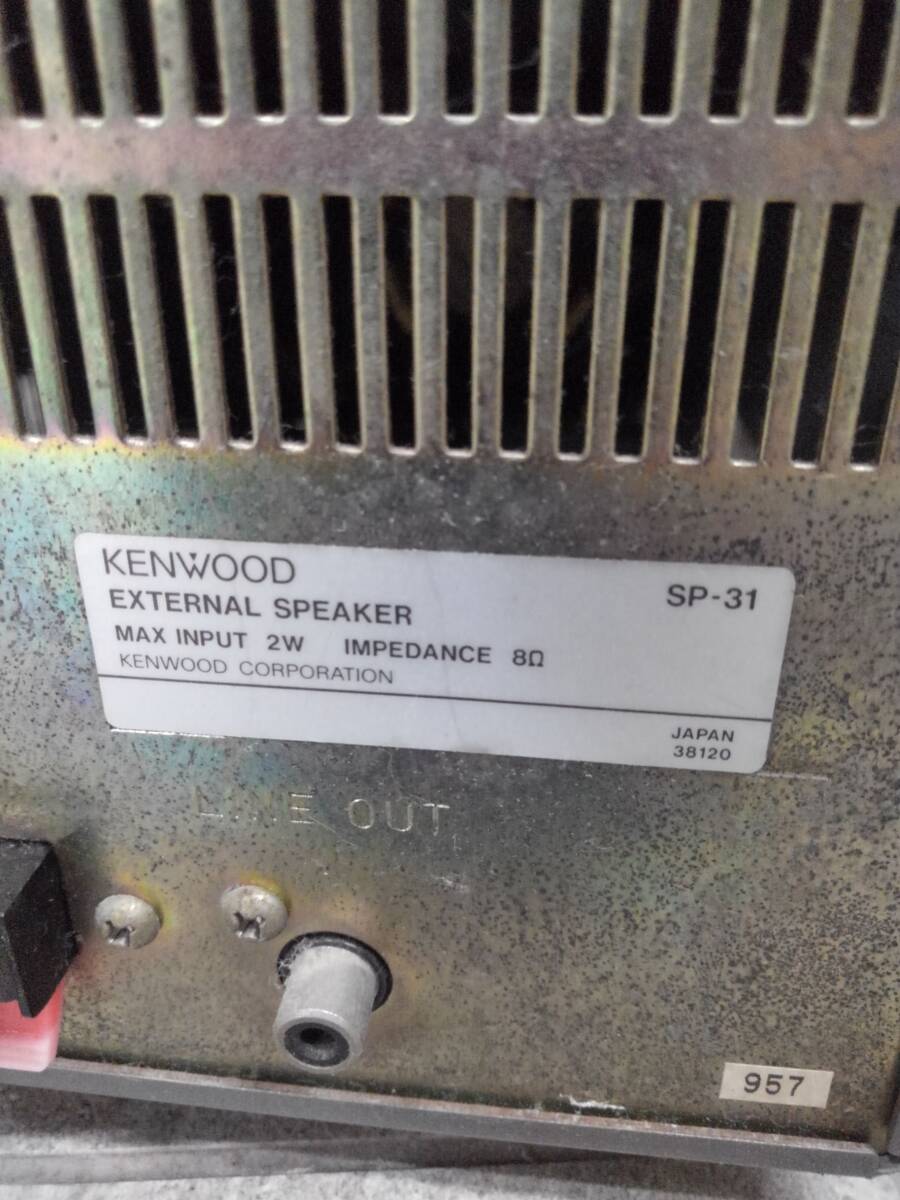 KENWOOD SP-31
EXTERNAL SPEAKER
MAX INPUT 2W IMPEDANCE 8Ω
KENWOOD CORPORATION
JAPAN
38120
LINE OUT
957